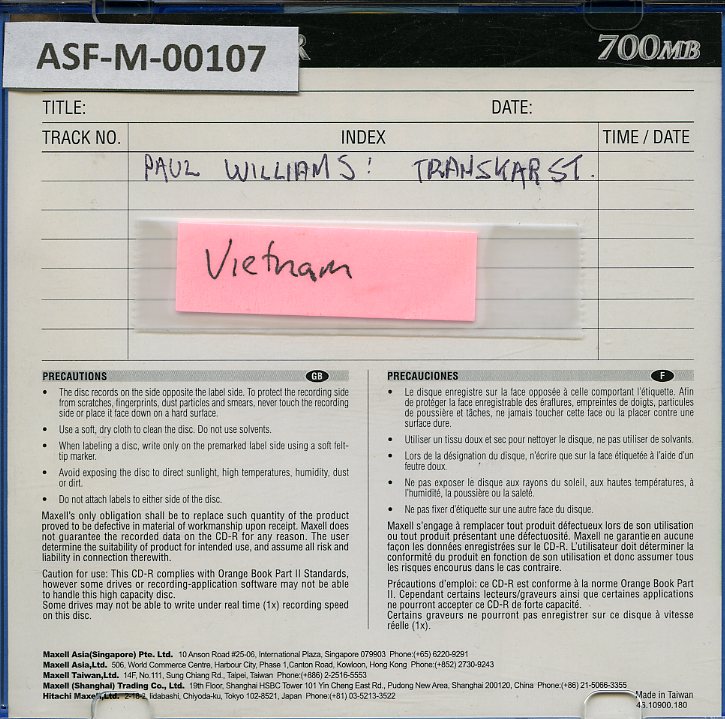 ASF-M-00107
R
700MB
TITLE:
DATE:
TRACK NO.
INDEX
TIME / DATE
PAUL WILLIAMS: TRANSKARST.
Vietnam
PRECAUTIONS
GB
• The disc records on the side opposite the label side. To protect the recording side
from scratches, fingerprints, dust particles and smears, never touch the recording
side or place it face down on a hard surface.
• Use a soft, dry cloth to clean the disc. Do not use solvents.
• When labeling a disc, write only on the premarked label side using a soft felt-
tip marker.
• Avoid exposing the disc to direct sunlight, high temperatures, humidity, dust
or dirt.
• Do not attach labels to either side of the disc.
Maxell's only obligation shall be to replace such quantity of the product
proved to be defective in material of workmanship upon receipt. Maxell does
not guarantee the recorded data on the CD-R for any reason. The user
determine the suitability of product for intended use, and assume all risk and
liability in connection therewith.
Caution for use: This CD-R complies with Orange Book Part II Standards,
however some drives or recording-application software may not be able
to handle this high capacity disc.
Some drives may not be able to write under real time (1x) recording speed
on this disc.
PRECAUCIONES
F
• Le disque enregistre sur la face opposée à celle comportant l'étiquette. Afin
de protéger la face enregistrable des éraflures, empreintes de doigts, particules
de poussière et tâches, ne jamais toucher cette face ou la placer contre une
surface dure.
• Utiliser un tissu doux et sec pour nettoyer le disque, ne pas utiliser de solvants.
• Lors de la désignation du disque, n'écrire que sur la face étiquetée à l'aide d'un
feutre doux.
• Ne pas exposer le disque aux rayons du soleil, aux hautes températures, à
l'humidité, la poussière ou la saleté.
• Ne pas fixer d'étiquette sur une autre face du disque.
Maxell s'engage à remplacer tout produit défectueux lors de son utilisation
ou tout produit présentant une défectuosité. Maxell ne garantie en aucune
façon les données enregistrées sur le CD-R. L'utilisateur doit déterminer la
conformité du produit en fonction de son utilisation et donc assumer tous
les risques encourus dans le cas contraire.
Précautions d'emploi: ce CD-R est conforme à la norme Orange Book Part
II. Cependant certains lecteurs/graveurs ainsi que certaines applications
ne pourront accepter ce CD-R de forte capacité.
Certains graveurs ne pourront pas enregistrer sur ce disque à vitesse
réelle (1x).
Maxell Asia(Singapore) Pte. Ltd. 10 Anson Road #25-06, International Plaza, Singapore 079903 Phone:(+65) 6220-9291
Maxell Asia,Ltd. 506, World Commerce Centre, Harbour City, Phase 1,Canton Road, Kowloon, Hong Kong Phone:(+852) 2730-9243
Maxell Taiwan,Ltd. 14F, No.111, Sung Chiang Rd., Taipei, Taiwan Phone:(+886) 2-2516-5553
Maxell (Shanghai) Trading Co., Ltd. 19th Floor, Shanghai HSBC Tower 101 Yin Cheng East Rd., Pudong New Area, Shanghai 200120, China Phone:(+86) 21-5066-3355
Hitachi Maxell,Ltd. 2-18-2, Iidabashi, Chiyoda-ku, Tokyo 102-8521, Japan Phone:(+81) 03-5213-3522
Made in Taiwan
43.10900.180